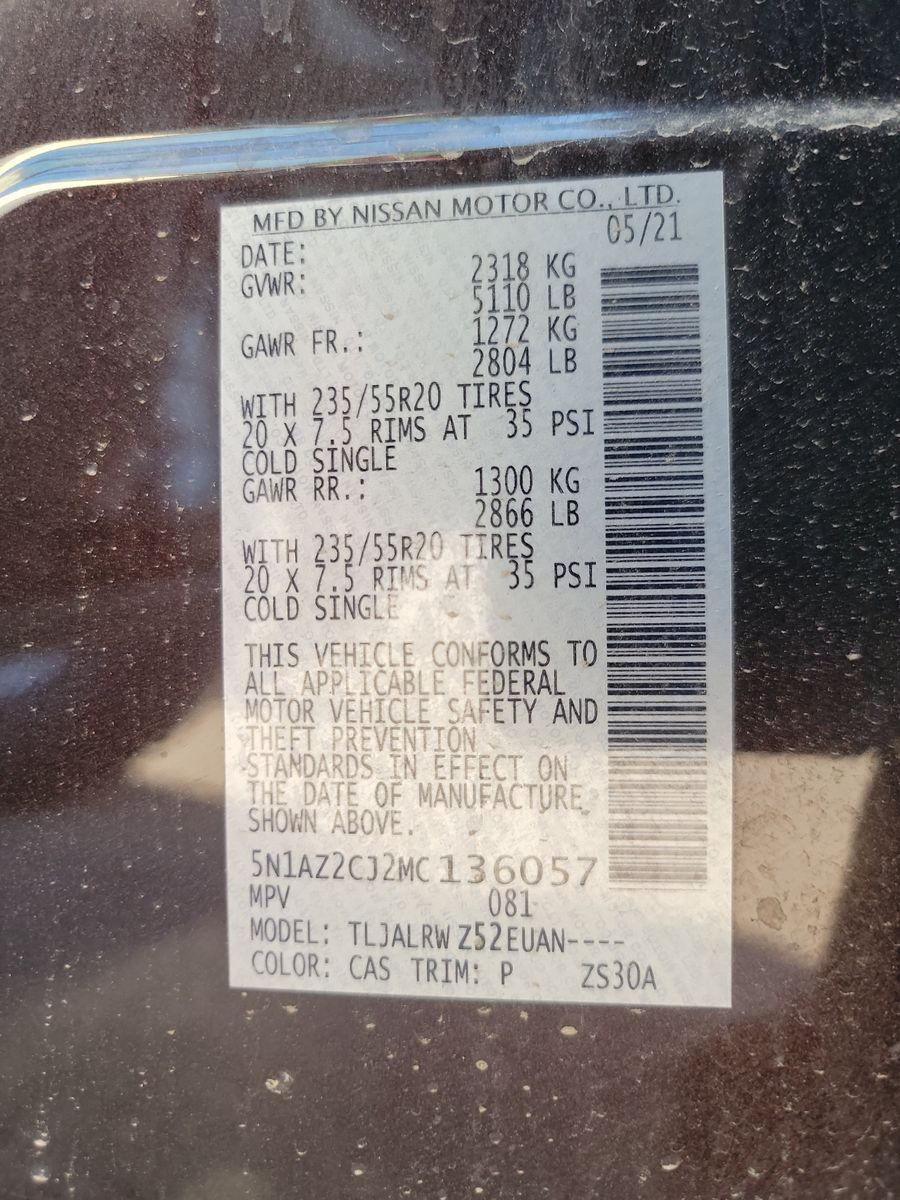 MFD BY NISSAN MOTOR CO., LTD.
DATE: 05/21
GVWR: 2318 KG
5110 LB
GAWR FR.: 1272 KG
2804 LB
WITH 235/55R20 TIRES
20 X 7.5 RIMS AT 35 PSI
COLD SINGLE
GAWR RR.: 1300 KG
2866 LB
WITH 235/55R20 TIRES
20 X 7.5 RIMS AT 35 PSI
COLD SINGLE
THIS VEHICLE CONFORMS TO
ALL APPLICABLE FEDERAL
MOTOR VEHICLE SAFETY AND
THEFT PREVENTION
STANDARDS IN EFFECT ON
THE DATE OF MANUFACTURE
SHOWN ABOVE.
5N1AZ2CJ2MC136057
MPV 081
MODEL: TLJALRW Z52EUAN----
COLOR: CAS TRIM: P ZS30A